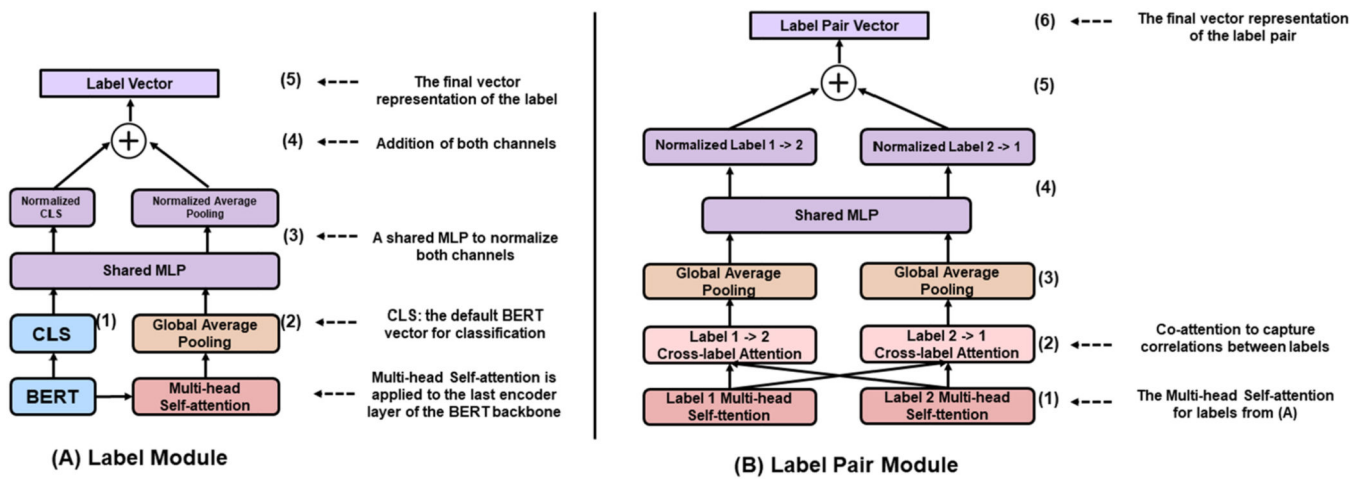 Label Vector
(5)
The final vector
representation of the label
+
(4)
Addition of both channels
Normalized
CLS
Normalized Average
Pooling
(3)
A shared MLP to normalize
both channels
Shared MLP
CLS
(1)
Global Average
Pooling
(2)
CLS: the default BERT
vector for classification
BERT
Multi-head
Self-attention
Multi-head Self-attention is
applied to the last encoder
layer of the BERT backbone
(A) Label Module
Label Pair Vector
(6)
The final vector representation
of the label pair
+
(5)
Normalized Label 1 -> 2
Normalized Label 2 -> 1
(4)
Shared MLP
Global Average
Pooling
Global Average
Pooling
(3)
Label 1 -> 2
Cross-label Attention
Label 2 -> 1
Cross-label Attention
(2)
Co-attention to capture
correlations between labels
Label 1 Multi-head
Self-ttention
Label 2 Multi-head
Self-ttention
(1)
The Multi-head Self-attention
for labels from (A)
(B) Label Pair Module